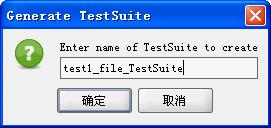 Generate TestSuite
Enter name of TestSuite to create
test1_file_TestSuite
确定
取消